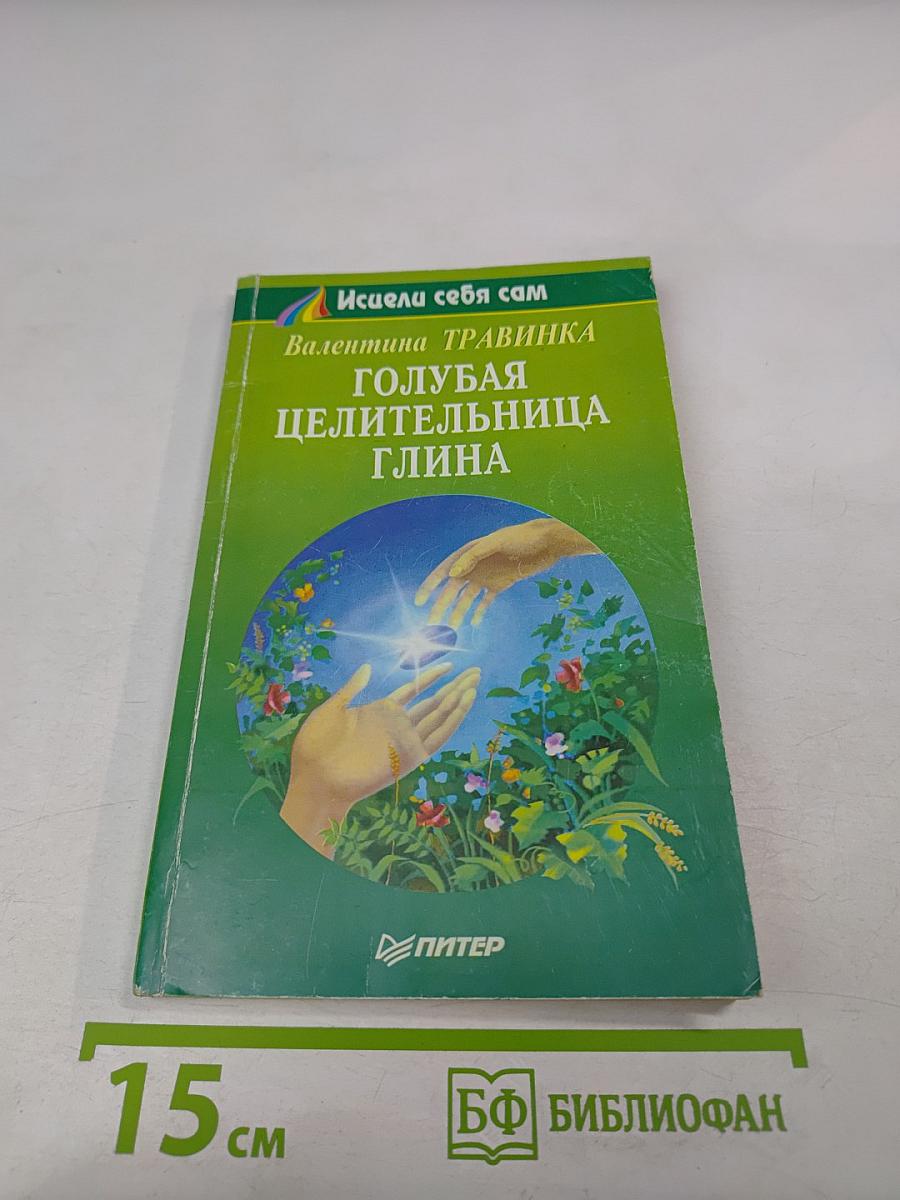 Исцели себя сам
Валентина ТРАВИНКА
ГОЛУБАЯ
ЦЕЛИТЕЛЬНИЦА
ГЛИНА
ПИТЕР
15 см
БФ БИБЛИОФАН